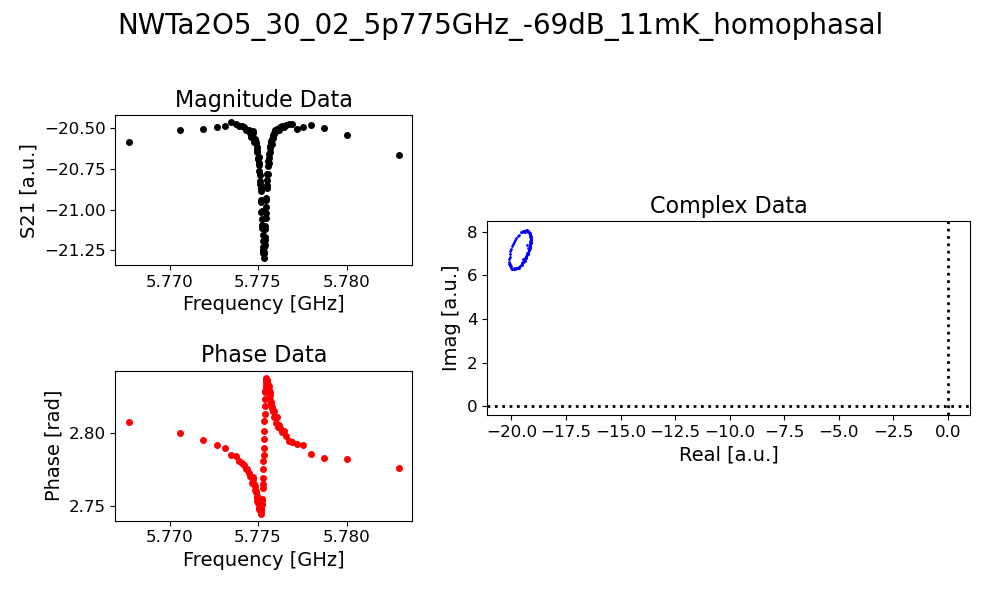 NWTa2O5_30_02_5p775GHz_-69dB_11mK_homophasal
Magnitude Data
S21 [a.u.]
−20.50
−20.75
−21.00
−21.25
5.770 5.775 5.780
Frequency [GHz]
Phase Data
Phase [rad]
2.80
2.75
5.770 5.775 5.780
Frequency [GHz]
Complex Data
Imag [a.u.]
8
6
4
2
0
−20.0 −17.5 −15.0 −12.5 −10.0 −7.5 −5.0 −2.5 0.0
Real [a.u.]